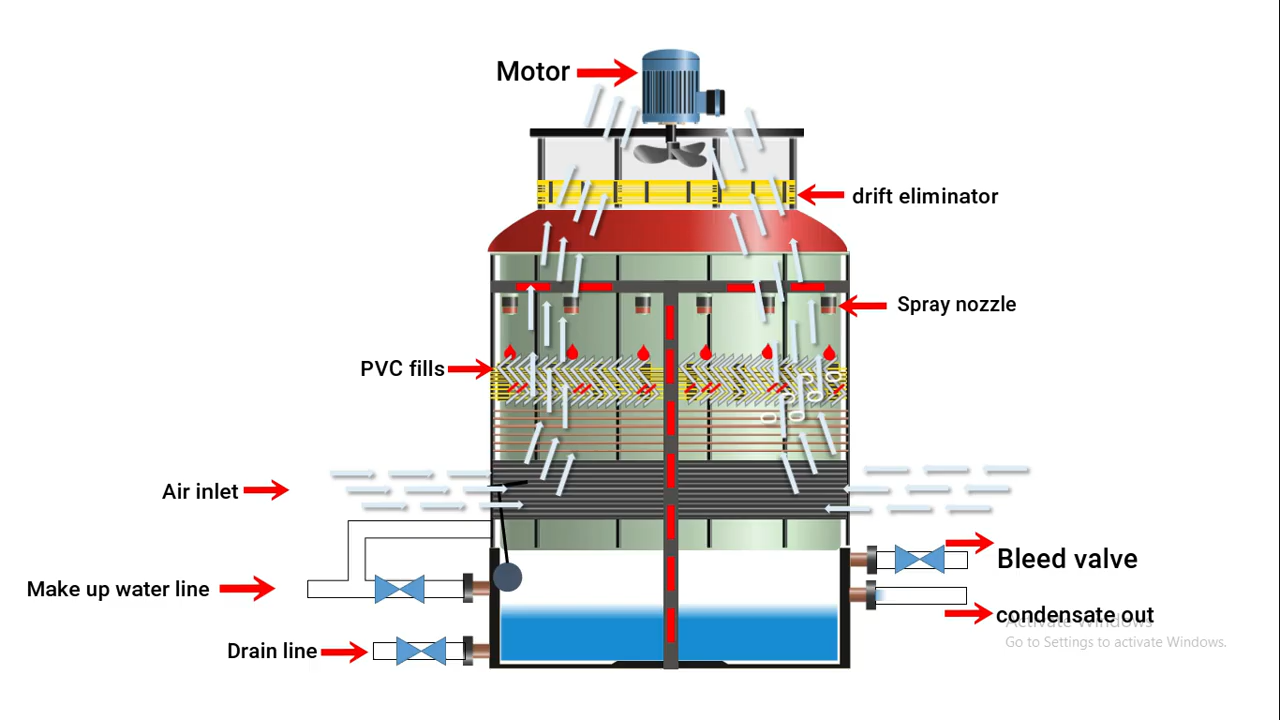 Motor
drift eliminator
Spray nozzle
PVC fills
Air inlet
Bleed valve
Make up water line
condensate out
Activate Windows
Go to Settings to activate Windows.
Drain line